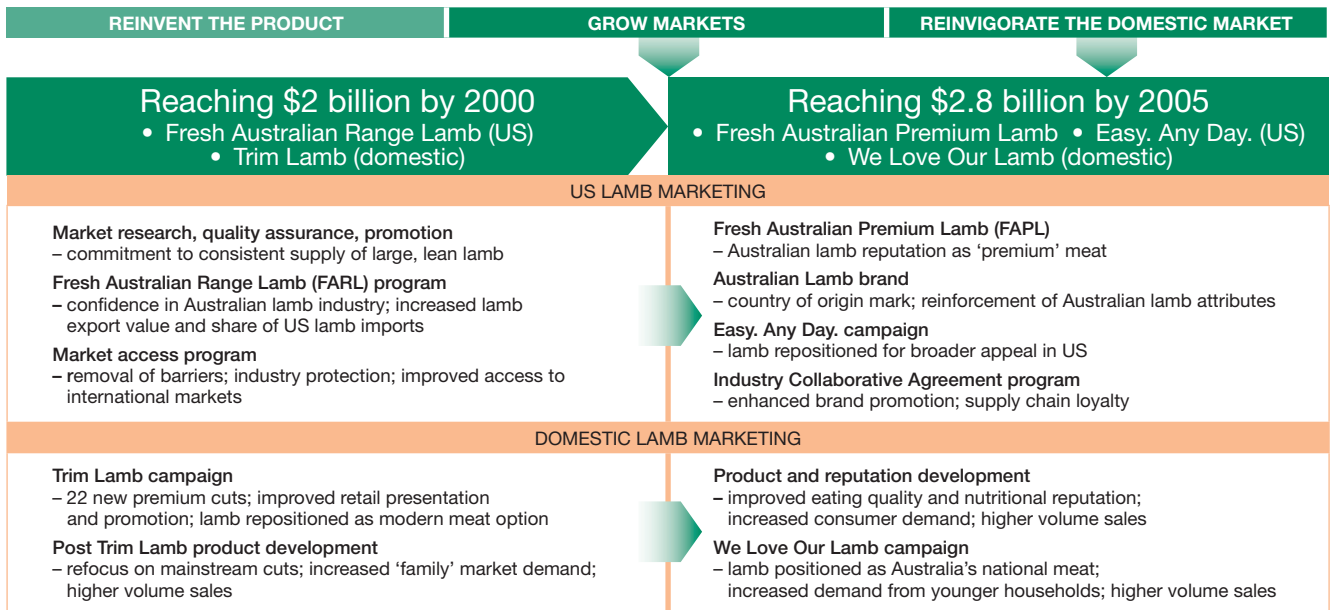 REINVENT THE PRODUCT
GROW MARKETS
REINVIGORATE THE DOMESTIC MARKET
Reaching $2 billion by 2000
• Fresh Australian Range Lamb (US)
• Trim Lamb (domestic)
Reaching $2.8 billion by 2005
• Fresh Australian Premium Lamb • Easy. Any Day. (US)
• We Love Our Lamb (domestic)
US LAMB MARKETING
Market research, quality assurance, promotion
– commitment to consistent supply of large, lean lamb
Fresh Australian Range Lamb (FARL) program
– confidence in Australian lamb industry; increased lamb
export value and share of US lamb imports
Market access program
– removal of barriers; industry protection; improved access to
international markets
Fresh Australian Premium Lamb (FAPL)
– Australian lamb reputation as ‘premium’ meat
Australian Lamb brand
– country of origin mark; reinforcement of Australian lamb attributes
Easy. Any Day. campaign
– lamb repositioned for broader appeal in US
Industry Collaborative Agreement program
– enhanced brand promotion; supply chain loyalty
DOMESTIC LAMB MARKETING
Trim Lamb campaign
– 22 new premium cuts; improved retail presentation
and promotion; lamb repositioned as modern meat option
Post Trim Lamb product development
– refocus on mainstream cuts; increased ‘family’ market demand;
higher volume sales
Product and reputation development
– improved eating quality and nutritional reputation;
increased consumer demand; higher volume sales
We Love Our Lamb campaign
– lamb positioned as Australia’s national meat;
increased demand from younger households; higher volume sales